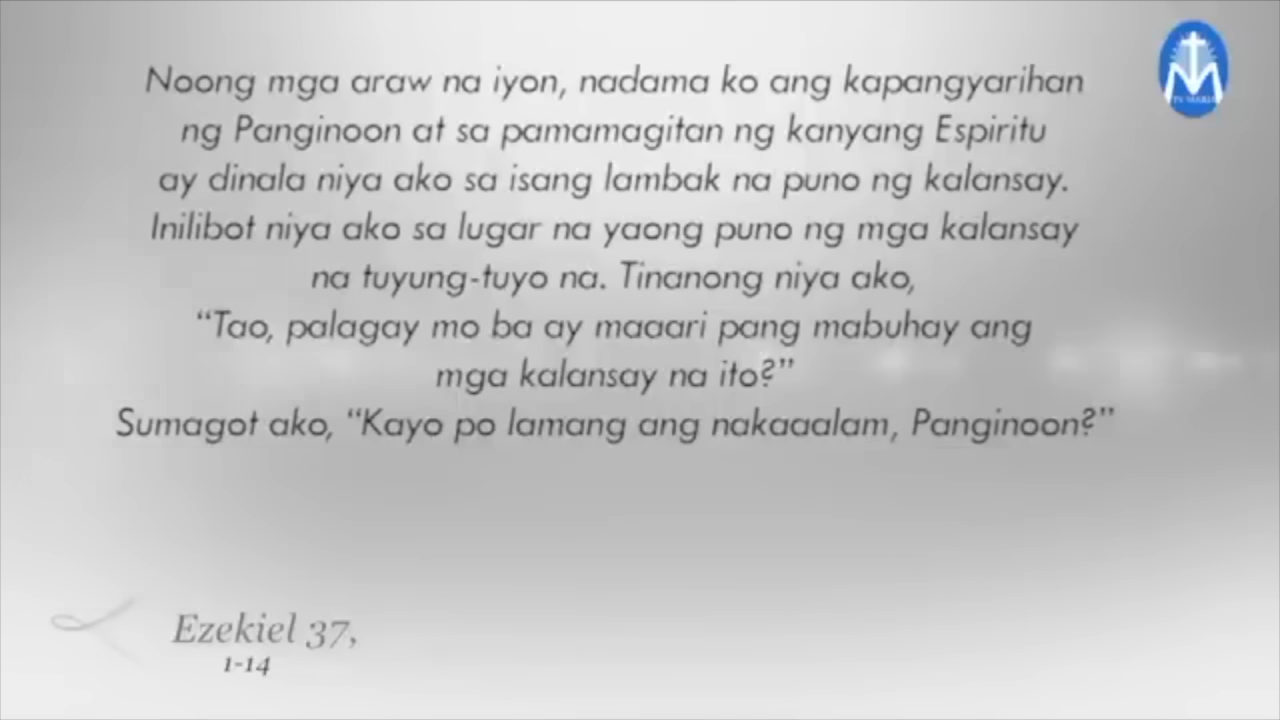 Noong mga araw na iyon, nadama ko ang kapangyarihan
ng Panginoon at sa pamamagitan ng kanyang Espiritu
ay dinala niya ako sa isang lambak na puno ng kalansay.
Inilibot niya ako sa lugar na yaong puno ng mga kalansay
na tuyung-tuyo na. Tinanong niya ako,
“Tao, palagay mo ba ay maaari pang mabuhay ang
mga kalansay na ito?”
Sumagot ako, “Kayo po lamang ang nakaaalam, Panginoon?”
Ezekiel 37,
1-14
TV MARIA